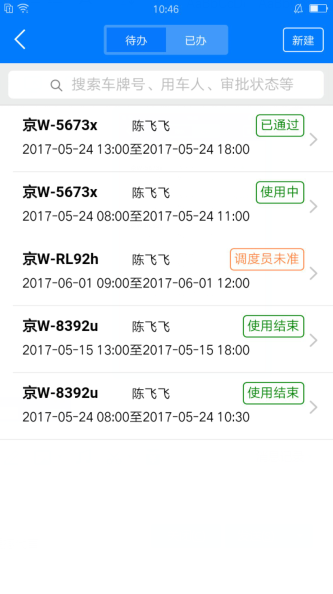 10:46
待办 已办 新建
搜索车牌号、用车人、审批状态等
京W-5673x 陈飞飞 已通过
2017-05-24 13:00至2017-05-24 18:00
京W-5673x 陈飞飞 使用中
2017-05-24 08:00至2017-05-24 11:00
京W-RL92h 陈飞飞 调度员未准
2017-06-01 09:00至2017-06-01 12:00
京W-8392u 陈飞飞 使用结束
2017-05-15 13:00至2017-05-15 18:00
京W-8392u 陈飞飞 使用结束
2017-05-24 08:00至2017-05-24 10:30